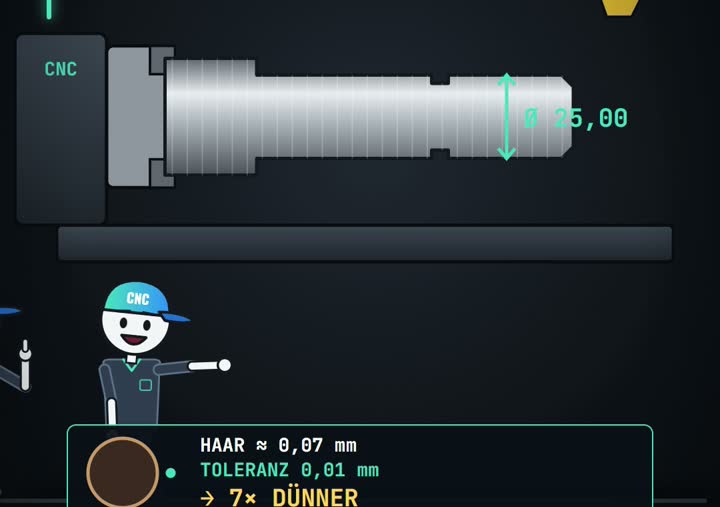 CNC
Ø 25,00
CNC
HAAR ≈ 0,07 mm
TOLERANZ 0,01 mm
→ 7× DÜNNER